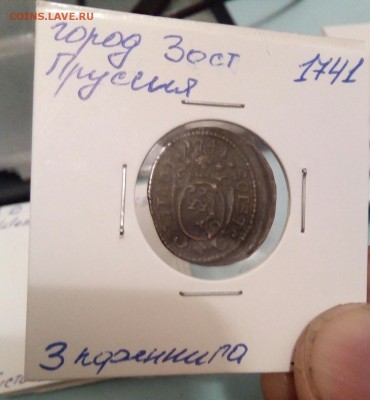 COINS.LAVE.RU
город Зост
Пруссия
1741
3 пфеннига